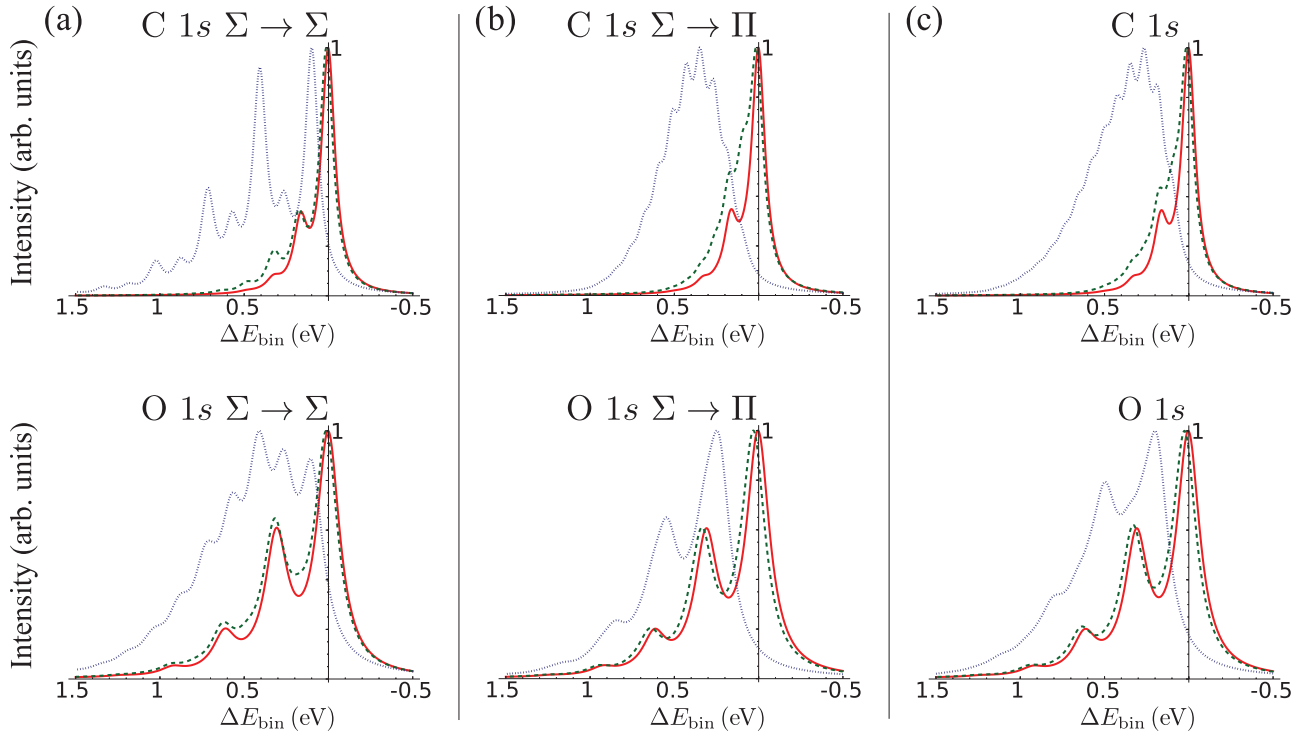 (a)
C 1s Σ → Σ
Intensity (arb. units)
1
1.5 1 0.5 -0.5
ΔE_bin (eV)
(b)
C 1s Σ → Π
1
1.5 1 0.5 -0.5
ΔE_bin (eV)
(c)
C 1s
1
1.5 1 0.5 -0.5
ΔE_bin (eV)
O 1s Σ → Σ
Intensity (arb. units)
1
1.5 1 0.5 -0.5
ΔE_bin (eV)
O 1s Σ → Π
1
1.5 1 0.5 -0.5
ΔE_bin (eV)
O 1s
1
1.5 1 0.5 -0.5
ΔE_bin (eV)